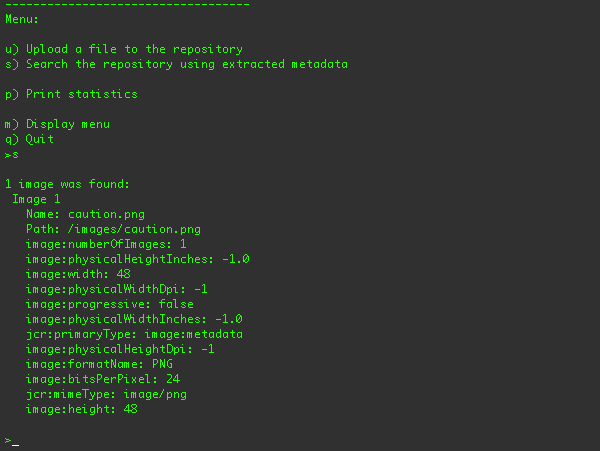 -----------------------------------
Menu:
u) Upload a file to the repository
s) Search the repository using extracted metadata
p) Print statistics
m) Display menu
q) Quit
>s
1 image was found:
Image 1
Name: caution.png
Path: /images/caution.png
image:numberOfImages: 1
image:physicalHeightInches: -1.0
image:width: 48
image:physicalWidthDpi: -1
image:progressive: false
image:physicalWidthInches: -1.0
jcr:primaryType: image:metadata
image:physicalHeightDpi: -1
image:formatName: PNG
image:bitsPerPixel: 24
jcr:mimeType: image/png
image:height: 48
>_